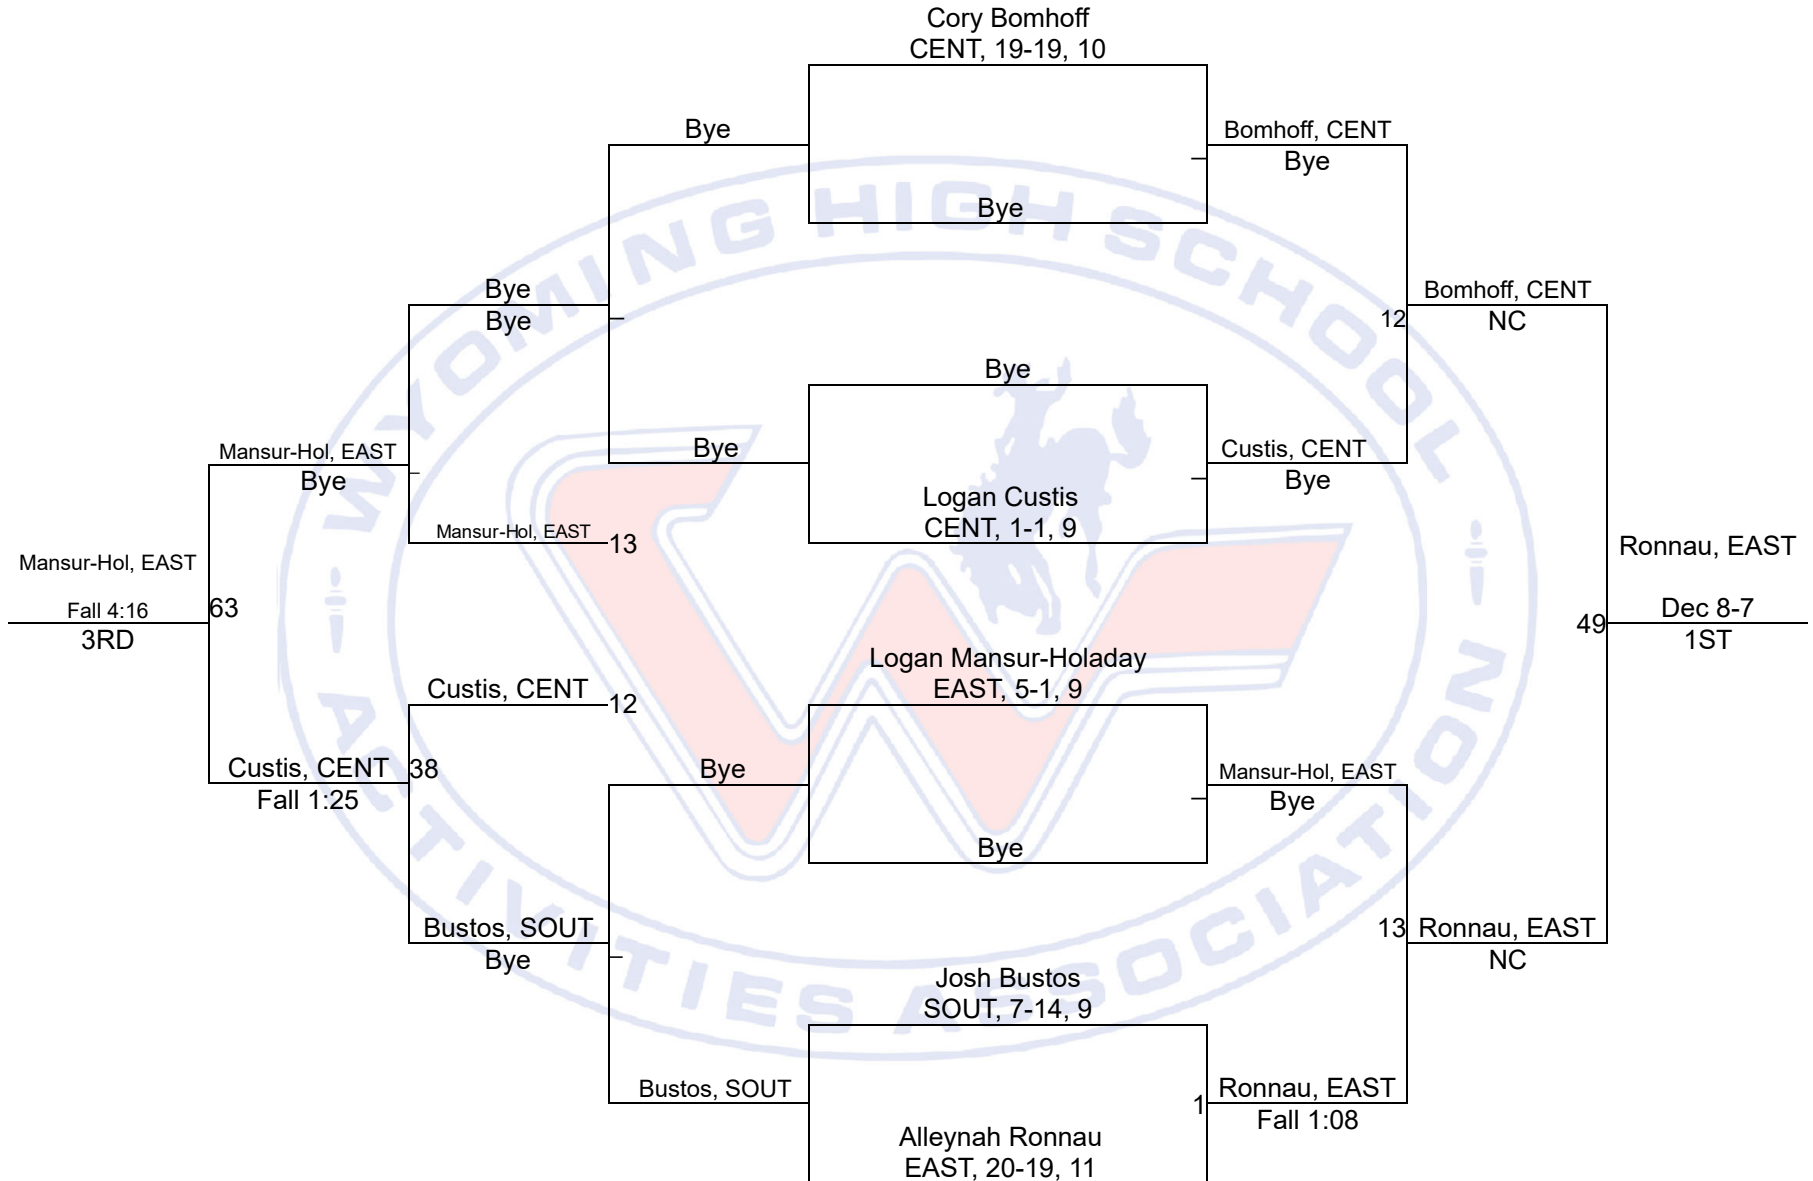 Cory Bomhoff
CENT, 19-19, 10
Bye
Bomhoff, CENT
Bye
Bye
Bye
Bye
Bomhoff, CENT
12
NC
Bye
Bye
Custis, CENT
Bye
Mansur-Hol, EAST
Bye
Logan Custis
CENT, 1-1, 9
Mansur-Hol, EAST
13
Mansur-Hol, EAST
Fall 4:16
3RD
63
Ronnau, EAST
49
Dec 8-7
1ST
Logan Mansur-Holaday
EAST, 5-1, 9
Custis, CENT
12
Custis, CENT
38
Fall 1:25
Bye
Mansur-Hol, EAST
Bye
Bye
Bustos, SOUT
Bye
13
Ronnau, EAST
NC
Josh Bustos
SOUT, 7-14, 9
Bustos, SOUT
1
Ronnau, EAST
Fall 1:08
Alleynah Ronnau
EAST, 20-19, 11
WYOMING HIGH SCHOOL
ACTIVITIES ASSOCIATION